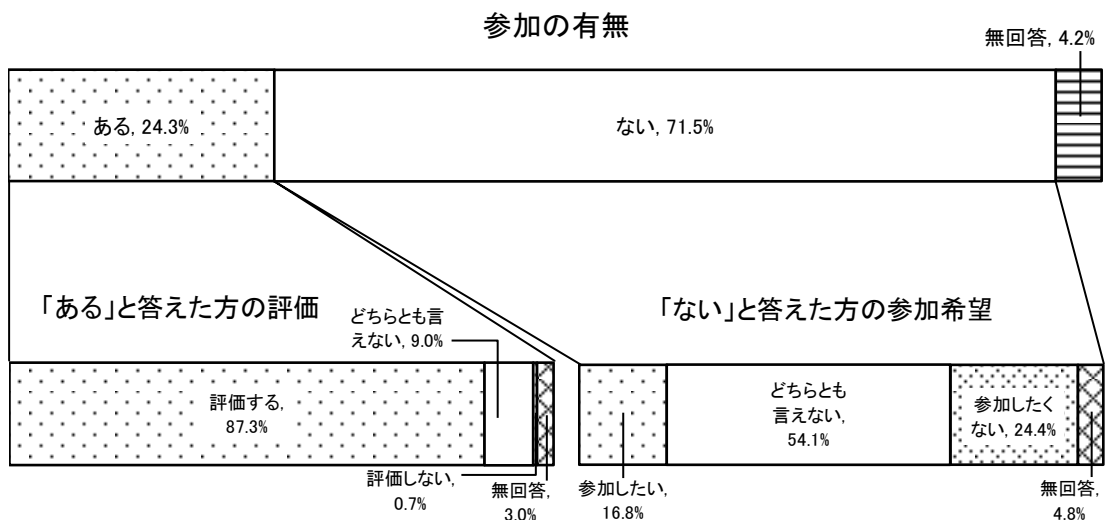 参加の有無
無回答, 4.2%
ある, 24.3%
ない, 71.5%
「ある」と答えた方の評価
「ない」と答えた方の参加希望
どちらとも言
えない, 9.0%
評価する,
87.3%
評価しない,
0.7%
無回答,
3.0%
参加したい,
16.8%
どちらとも
言えない,
54.1%
参加したく
ない, 24.4%
無回答,
4.8%